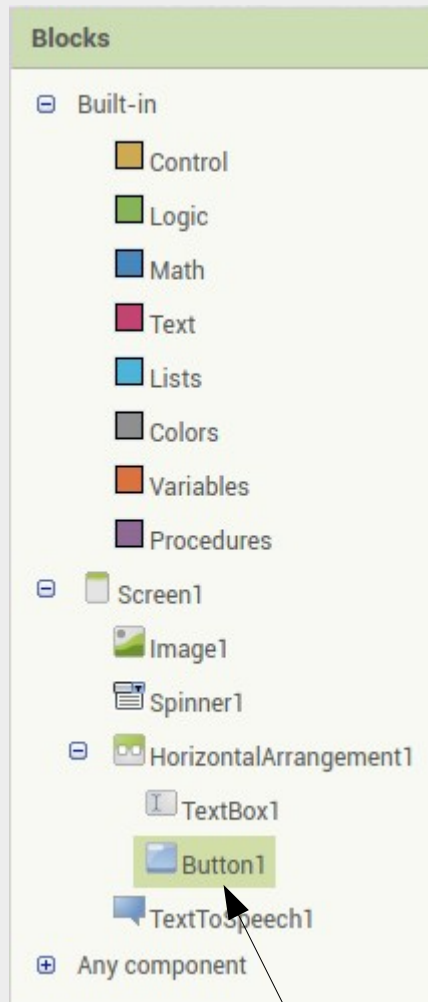 Blocks
Built-in
Control
Logic
Math
Text
Lists
Colors
Variables
Procedures
Screen1
Image1
Spinner1
HorizontalArrangement1
TextBox1
Button1
TextToSpeech1
Any component